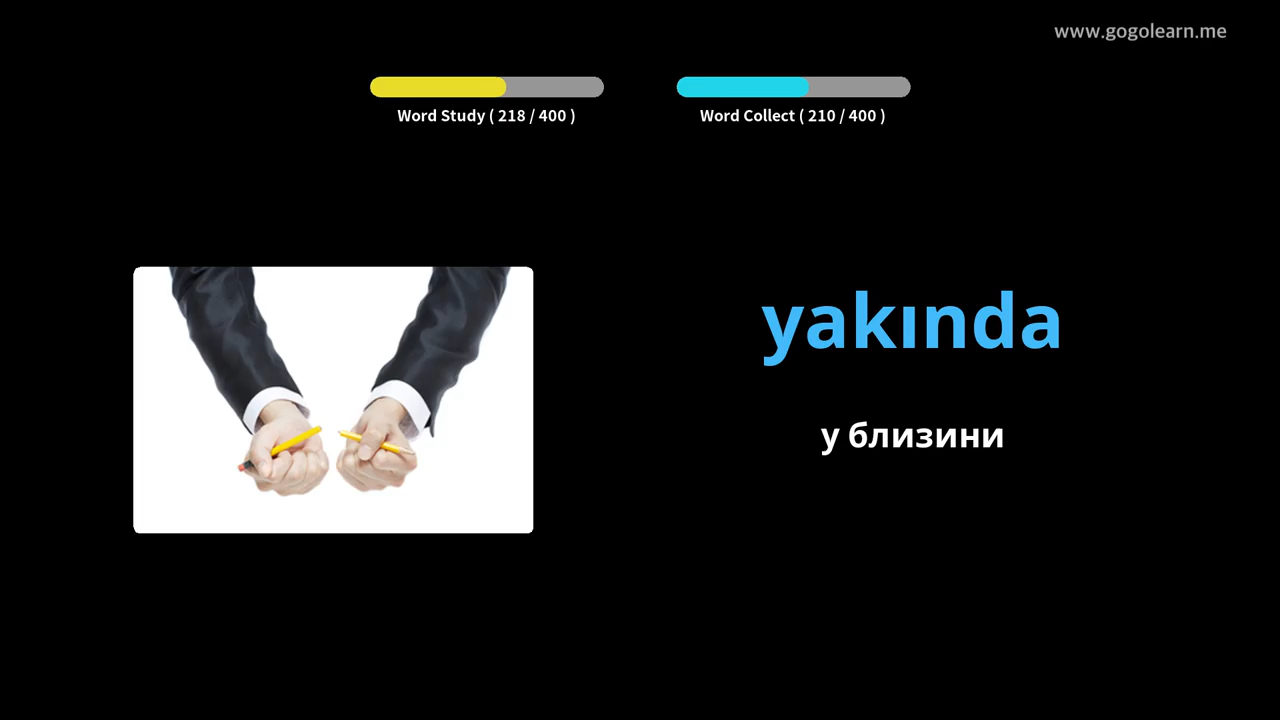 www.gogolearn.me
Word Study ( 218 / 400 )
Word Collect ( 210 / 400 )
yakında
у близини